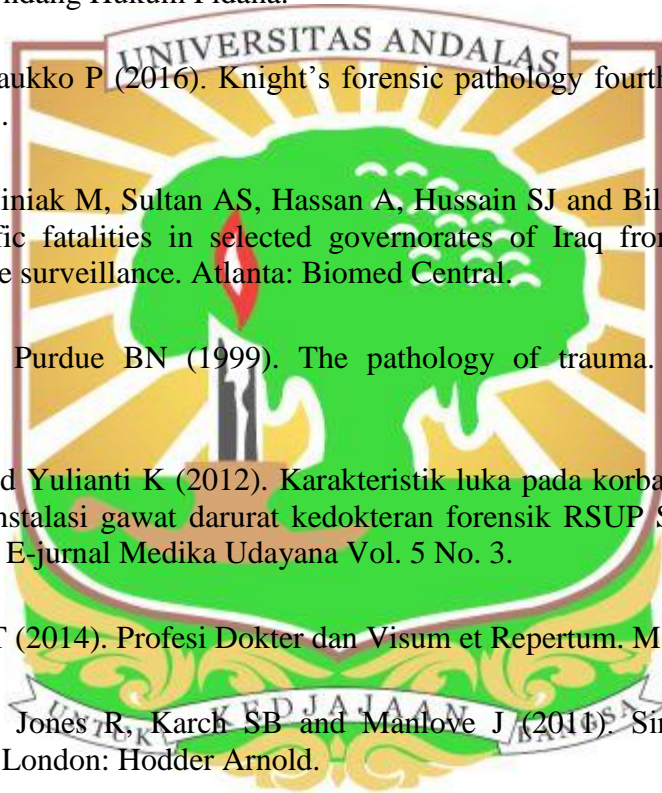 ndang Hukum Pidana.
UNIVERSITAS ANDALAS
aukko P (2016). Knight's forensic pathology fourth
.
iniak M, Sultan AS, Hassan A, Hussain SJ and Bil
fic fatalities in selected governorates of Iraq from
e surveillance. Atlanta: Biomed Central.
Purdue BN (1999). The pathology of trauma.
d Yulianti K (2012). Karakteristik luka pada korba
nstalasi gawat darurat kedokteran forensik RSUP S
E-jurnal Medika Udayana Vol. 5 No. 3.
T (2014). Profesi Dokter dan Visum et Repertum. M
UNTUK KEDJAJAAN BANGSA
Jones R, Karch SB and Manlove J (2011). Sim
London: Hodder Arnold.